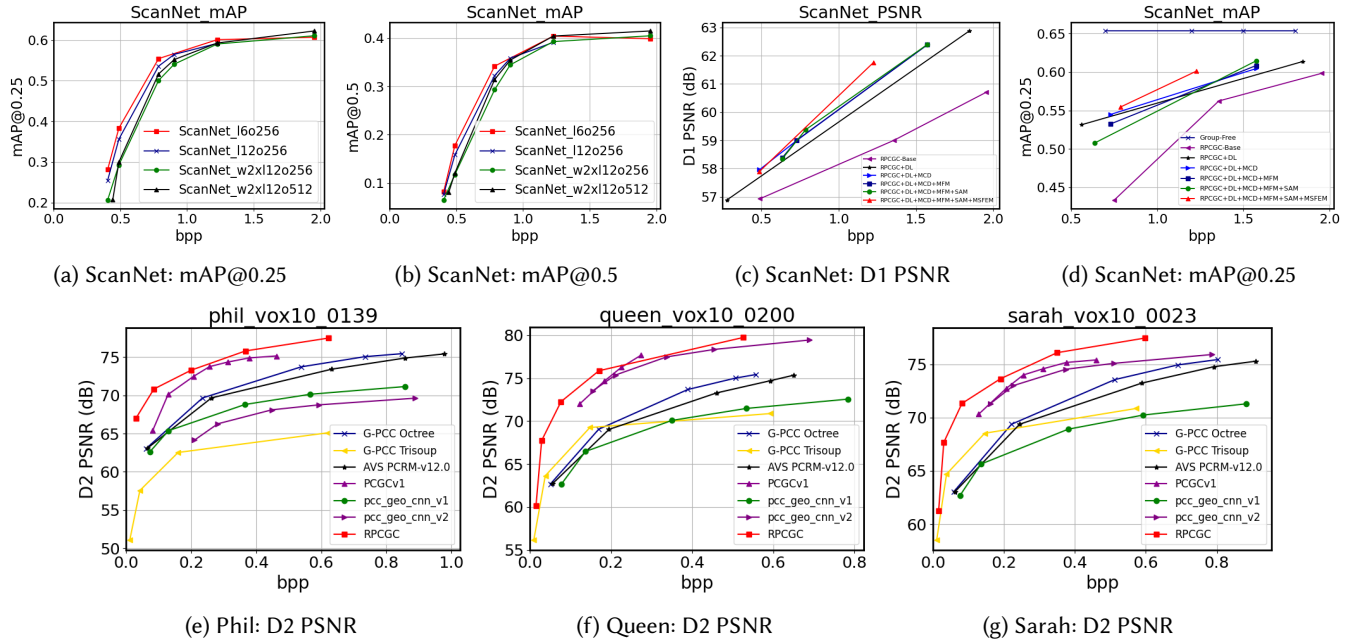 ScanNet_mAP
mAP@0.25
0.6
0.5
0.4
0.3
0.2
ScanNet_l6o256
ScanNet_l12o256
ScanNet_w2xl12o256
ScanNet_w2xl12o512
0.0 0.5 1.0 1.5 2.0
bpp
(a) ScanNet: mAP@0.25
ScanNet_mAP
mAP@0.5
0.4
0.3
0.2
0.1
ScanNet_l6o256
ScanNet_l12o256
ScanNet_w2xl12o256
ScanNet_w2xl12o512
0.0 0.5 1.0 1.5 2.0
bpp
(b) ScanNet: mAP@0.5
ScanNet_PSNR
D1 PSNR (dB)
63
62
61
60
59
58
57
RPCGC-Base
RPCGC+DL
RPCGC+DL+MCD
RPCGC+DL+MCD+MFM
RPCGC+DL+MCD+MFM+SAM
RPCGC+DL+MCD+MFM+SAM+MSFEM
0.5 1.0 1.5 2.0
bpp
(c) ScanNet: D1 PSNR
ScanNet_mAP
mAP@0.25
0.65
0.60
0.55
0.50
0.45
Group-Free
RPCGC-Base
RPCGC+DL
RPCGC+DL+MCD
RPCGC+DL+MCD+MFM
RPCGC+DL+MCD+MFM+SAM
RPCGC+DL+MCD+MFM+SAM+MSFEM
1.0 1.5 2.0
bpp
(d) ScanNet: mAP@0.25
phil_vox10_0139
D2 PSNR (dB)
75
70
65
60
55
50
G-PCC Octree
G-PCC Trisoup
AVS PCRM-v12.0
PCGCv1
pcc_geo_cnn_v1
pcc_geo_cnn_v2
RPCGC
0.0 0.2 0.4 0.6 0.8 1.0
bpp
(e) Phil: D2 PSNR
queen_vox10_0200
D2 PSNR (dB)
80
75
70
65
60
55
G-PCC Octree
G-PCC Trisoup
AVS PCRM-v12.0
PCGCv1
pcc_geo_cnn_v1
pcc_geo_cnn_v2
RPCGC
0.0 0.2 0.4 0.6 0.8
bpp
(f) Queen: D2 PSNR
sarah_vox10_0023
D2 PSNR (dB)
75
70
65
60
G-PCC Octree
G-PCC Trisoup
AVS PCRM-v12.0
PCGCv1
pcc_geo_cnn_v1
pcc_geo_cnn_v2
RPCGC
0.0 0.2 0.4 0.6 0.8
bpp
(g) Sarah: D2 PSNR